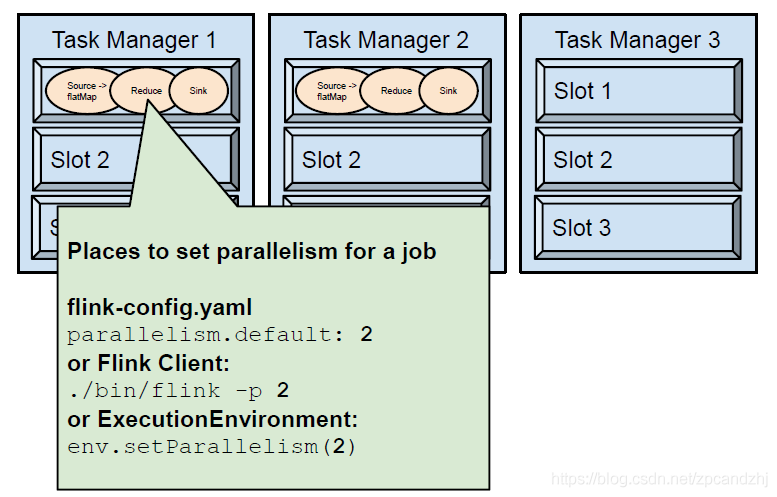 Task Manager 1
Source ->
flatMap
Reduce
Sink
Slot 2
S
Task Manager 2
Source ->
flatMap
Reduce
Sink
Slot 2
Task Manager 3
Slot 1
Slot 2
Slot 3
Places to set parallelism for a job
flink-config.yaml
parallelism.default: 2
or Flink Client:
./bin/flink -p 2
or ExecutionEnvironment:
env.setParallelism(2)
https://blog.csdn.net/zpcandzhj